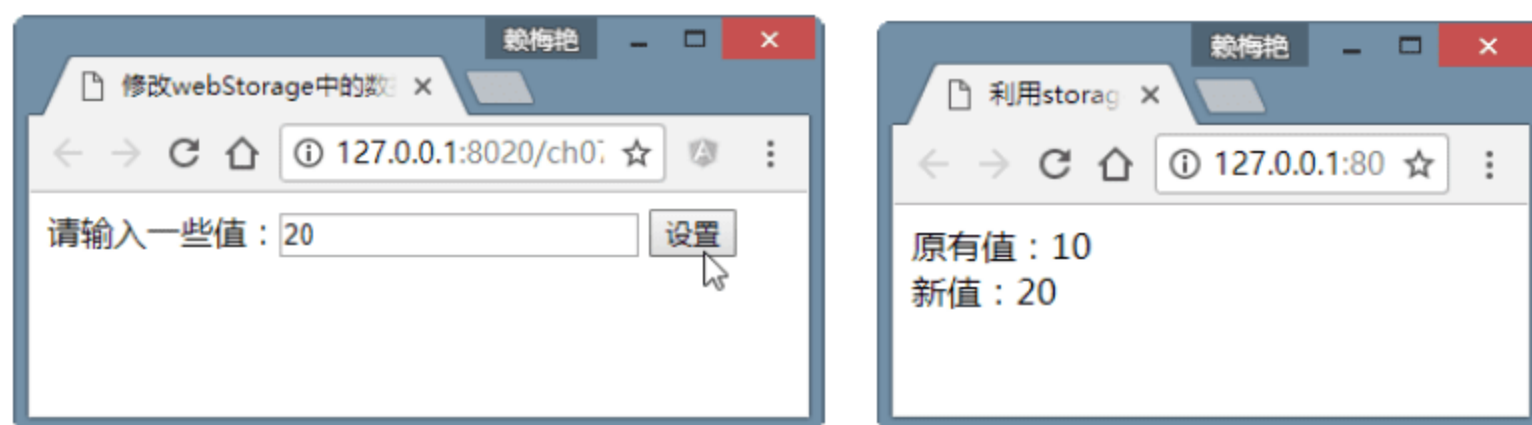 赖梅艳
修改webStorage中的数
127.0.0.1:8020/ch07
请输入一些值：20 设置
赖梅艳
利用storag
127.0.0.1:80
原有值：10
新值：20